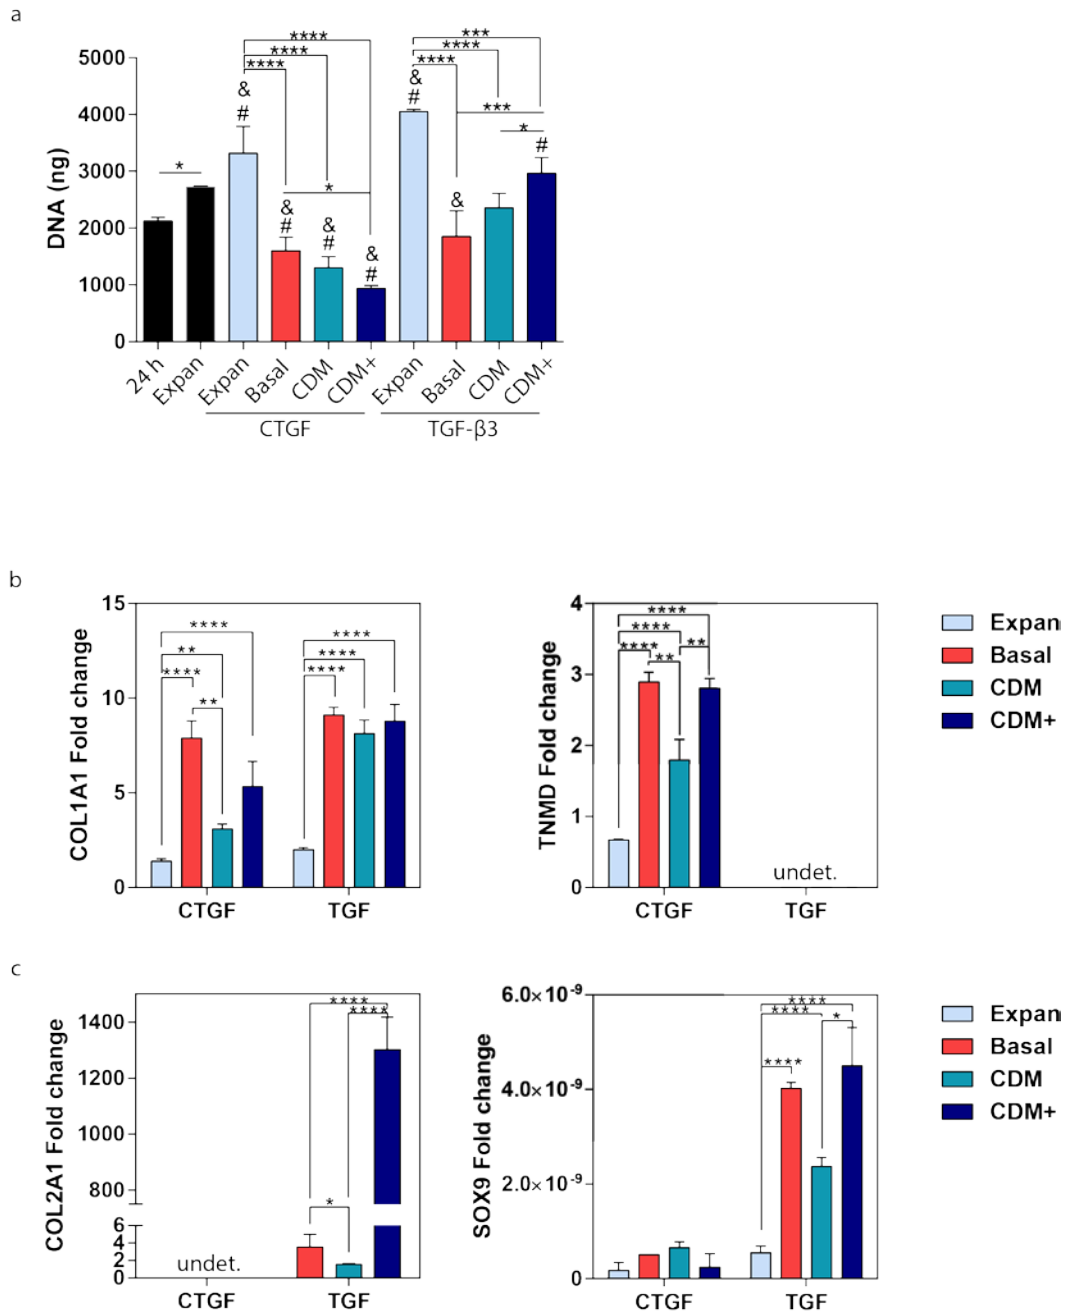 a
DNA (ng)
5000
4000
3000
2000
1000
0
****
****
****
***
****
****
***
*
*
*
&
#
&
#
&
#
&
#
&
#
&
#
24 h
Expan
Expan
Basal
CDM
CDM+
Expan
Basal
CDM
CDM+
CTGF
TGF-β3
b
COL1A1 Fold change
15
10
5
0
****
**
****
**
****
****
****
CTGF
TGF
TNMD Fold change
4
3
2
1
0
****
****
****
**
**
undet.
CTGF
TGF
Expan
Basal
CDM
CDM+
c
COL2A1 Fold change
1400
1200
1000
800
6
4
2
0
****
****
*
undet.
CTGF
TGF
SOX9 Fold change
6.0×10-9
4.0×10-9
2.0×10-9
0
****
****
*
****
CTGF
TGF
Expan
Basal
CDM
CDM+